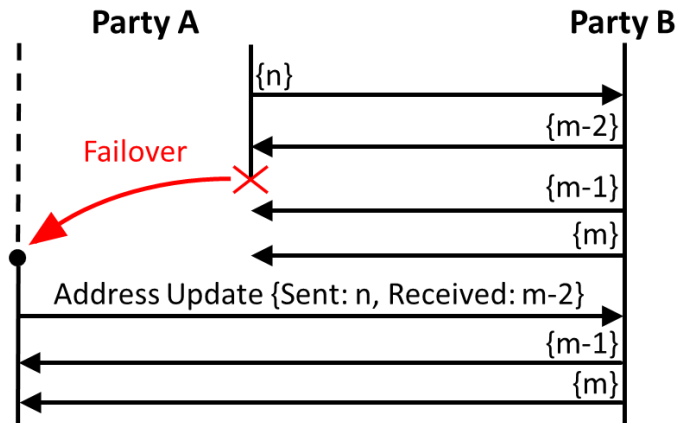 Party A
Party B
{n}
{m-2}
Failover
{m-1}
{m}
Address Update {Sent: n, Received: m-2}
{m-1}
{m}